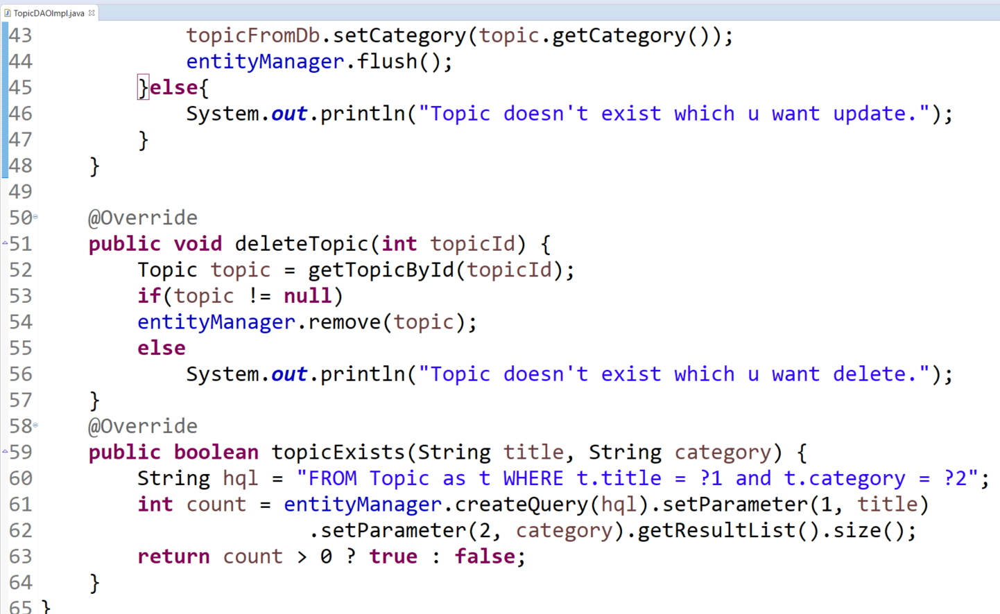 TopicDAOImpl.java
43 topicFromDb.setCategory(topic.getCategory());
44 entityManager.flush();
45 }else{
46 System.out.println("Topic doesn't exist which u want update.");
47 }
48 }
49
50 @Override
51 public void deleteTopic(int topicId) {
52 Topic topic = getTopicById(topicId);
53 if(topic != null)
54 entityManager.remove(topic);
55 else
56 System.out.println("Topic doesn't exist which u want delete.");
57 }
58 @Override
59 public boolean topicExists(String title, String category) {
60 String hql = "FROM Topic as t WHERE t.title = ?1 and t.category = ?2";
61 int count = entityManager.createQuery(hql).setParameter(1, title)
62 .setParameter(2, category).getResultList().size();
63 return count > 0 ? true : false;
64 }
65 }